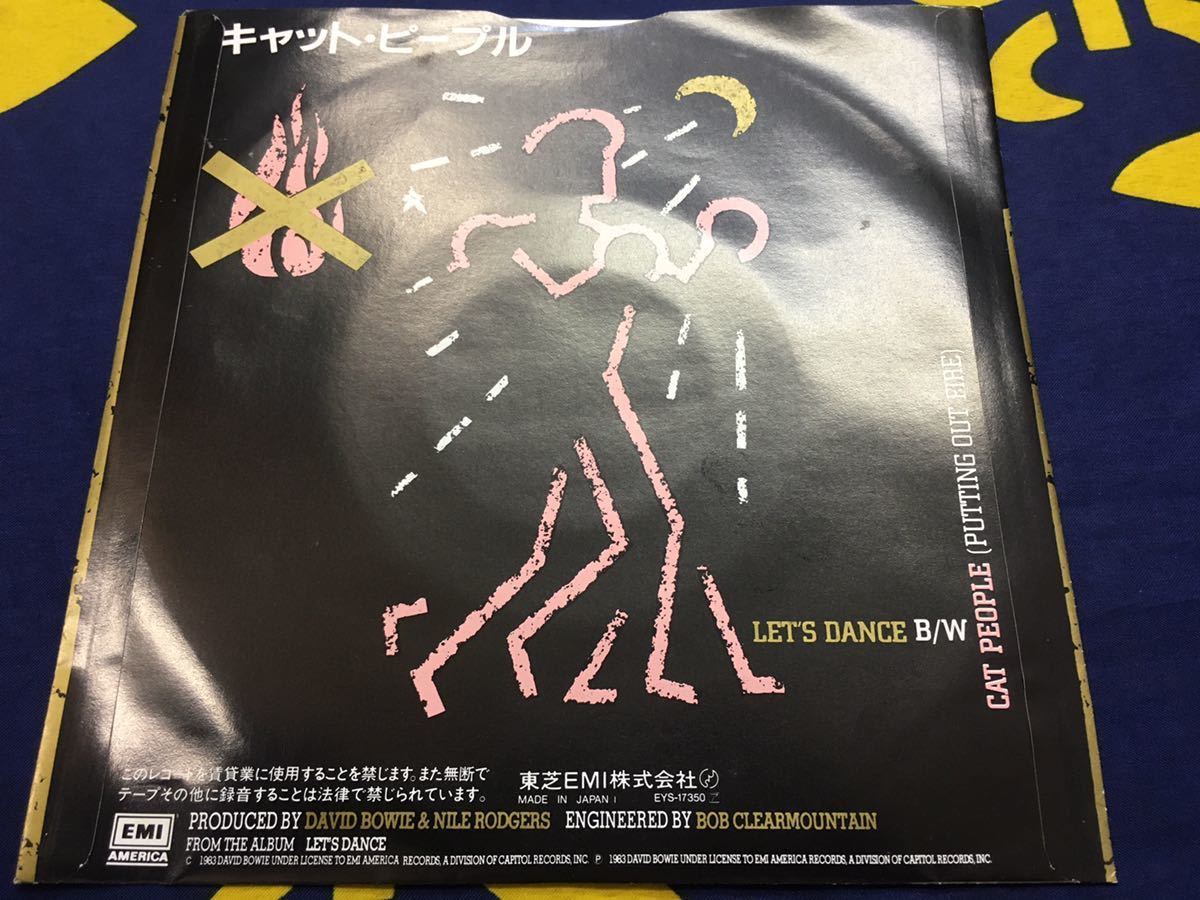 キャット・ピープル
LET'S DANCE B/W
CAT PEOPLE (PUTTING OUT FIRE)
このレコードを賃貸業に使用することを禁じます。また無断で
テープその他に録音することは法律で禁じられています。
東芝EMI株式会社
MADE IN JAPAN
EYS-17350
EMI
AMERICA
PRODUCED BY DAVID BOWIE & NILE RODGERS ENGINEERED BY BOB CLEARMOUNTAIN
FROM THE ALBUM LET'S DANCE
C 1983 DAVID BOWIE UNDER LICENSE TO EMI AMERICA RECORDS, A DIVISION OF CAPITOL RECORDS, INC. Ⓟ 1983 DAVID BOWIE UNDER LICENSE TO EMI AMERICA RECORDS, A DIVISION OF CAPITOL RECORDS, INC.